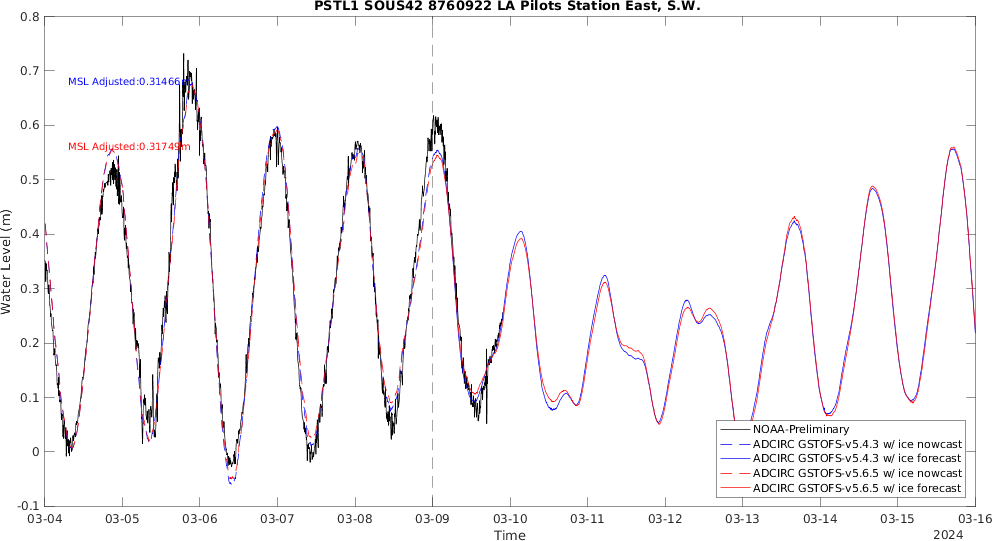 PSTL1 SOUS42 8760922 LA Pilots Station East, S.W.
0.8
0.7
0.6
0.5
0.4
0.3
0.2
0.1
0
-0.1
Water Level (m)
MSL Adjusted:0.31466
MSL Adjusted:0.31749m
NOAA-Preliminary
ADCIRC GSTOFS-v5.4.3 w/ ice nowcast
ADCIRC GSTOFS-v5.4.3 w/ ice forecast
ADCIRC GSTOFS-v5.6.5 w/ ice nowcast
ADCIRC GSTOFS-v5.6.5 w/ ice forecast
03-04 03-05 03-06 03-07 03-08 03-09 03-10 03-11 03-12 03-13 03-14 03-15 03-16
Time
2024